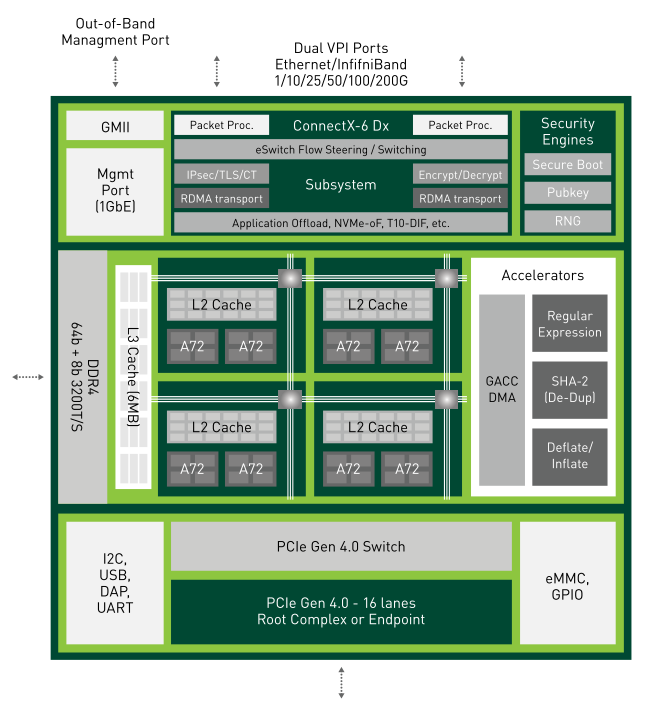 Out-of-Band
Managment Port
Dual VPI Ports
Ethernet/InfifniBand
1/10/25/50/100/200G
GMII
Mgmt
Port
(1GbE)
Packet Proc.
ConnectX-6 Dx
Packet Proc.
eSwitch Flow Steering / Switching
IPsec/TLS/CT
Subsystem
Encrypt/Decrypt
RDMA transport
RDMA transport
Application Offload, NVMe-oF, T10-DIF, etc.
Security
Engines
Secure Boot
Pubkey
RNG
DDR4
64b + 8b 3200T/S
L3 Cache (6MB)
L2 Cache
A72
A72
L2 Cache
A72
A72
L2 Cache
A72
A72
L2 Cache
A72
A72
Accelerators
GACC
DMA
Regular
Expression
SHA-2
(De-Dup)
Deflate/
Inflate
I2C,
USB,
DAP,
UART
PCIe Gen 4.0 Switch
PCIe Gen 4.0 - 16 lanes
Root Complex or Endpoint
eMMC,
GPIO